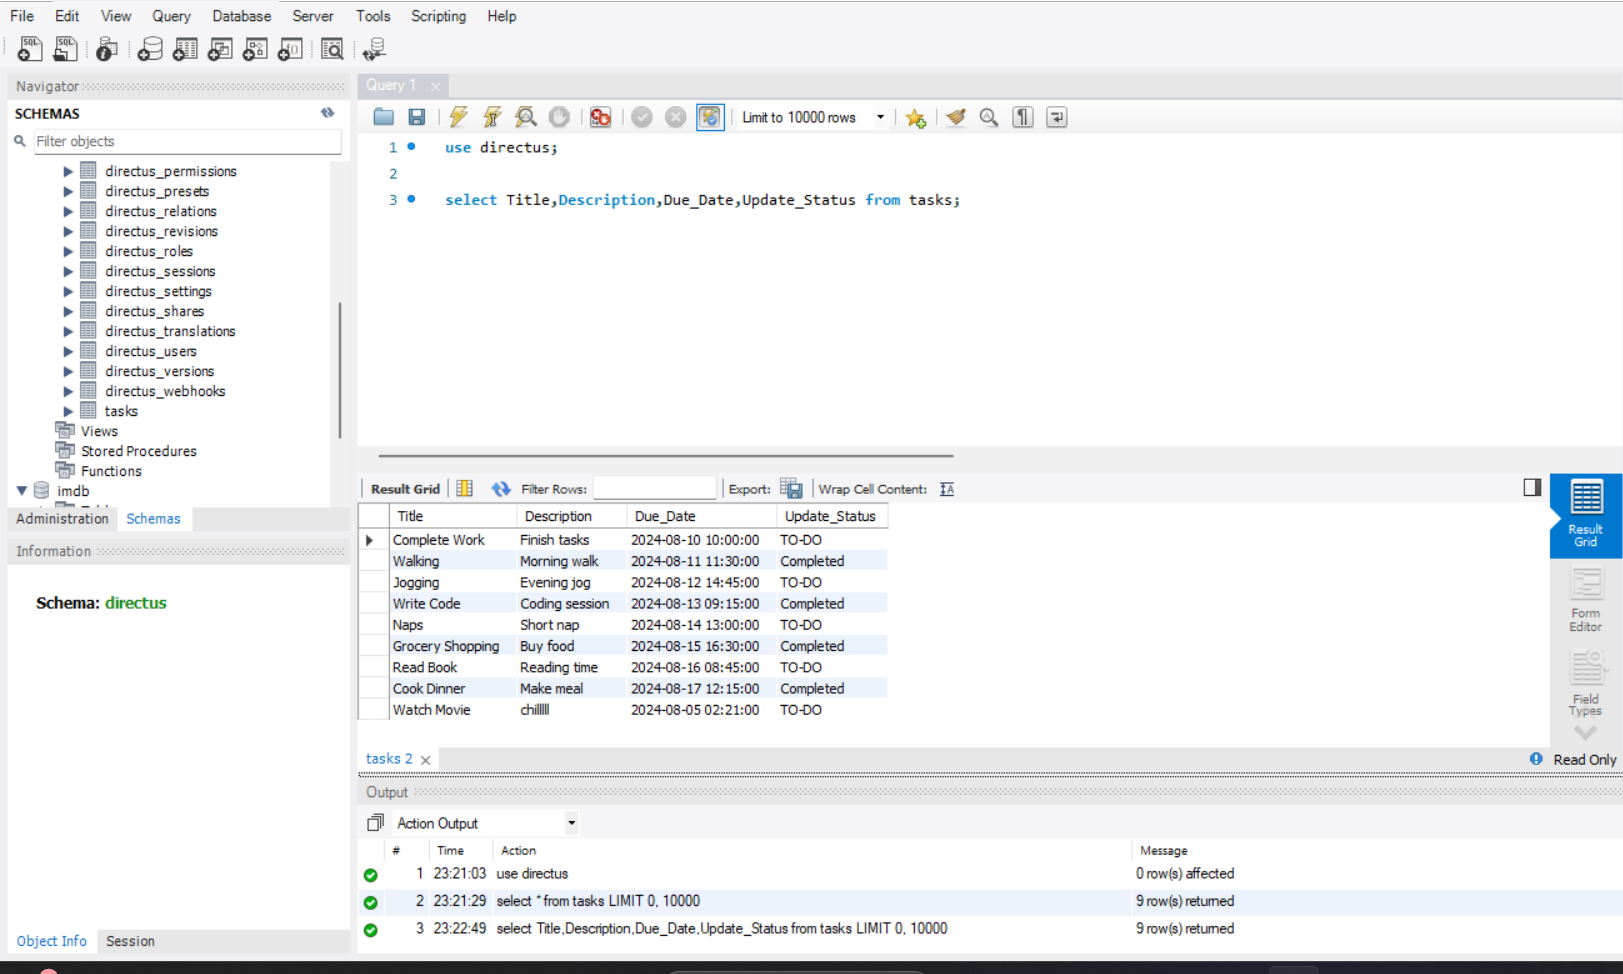 File Edit View Query Database Server Tools Scripting Help
Navigator
SCHEMAS
Filter objects
directus_permissions
directus_presets
directus_relations
directus_revisions
directus_roles
directus_sessions
directus_settings
directus_shares
directus_translations
directus_users
directus_versions
directus_webhooks
tasks
Views
Stored Procedures
Functions
imdb
Administration Schemas
Information
Schema: directus
Object Info Session
Query 1
Limit to 10000 rows
1 use directus;
2
3 select Title,Description,Due_Date,Update_Status from tasks;
Result Grid Filter Rows: Export: Wrap Cell Content:
Title Description Due_Date Update_Status
Complete Work Finish tasks 2024-08-10 10:00:00 TO-DO
Walking Morning walk 2024-08-11 11:30:00 Completed
Jogging Evening jog 2024-08-12 14:45:00 TO-DO
Write Code Coding session 2024-08-13 09:15:00 Completed
Naps Short nap 2024-08-14 13:00:00 TO-DO
Grocery Shopping Buy food 2024-08-15 16:30:00 Completed
Read Book Reading time 2024-08-16 08:45:00 TO-DO
Cook Dinner Make meal 2024-08-17 12:15:00 Completed
Watch Movie chilllll 2024-08-05 02:21:00 TO-DO
Result
Grid
Form
Editor
Field
Types
tasks 2
Read Only
Output
Action Output
# Time Action Message
1 23:21:03 use directus 0 row(s) affected
2 23:21:29 select * from tasks LIMIT 0, 10000 9 row(s) returned
3 23:22:49 select Title,Description,Due_Date,Update_Status from tasks LIMIT 0, 10000 9 row(s) returned